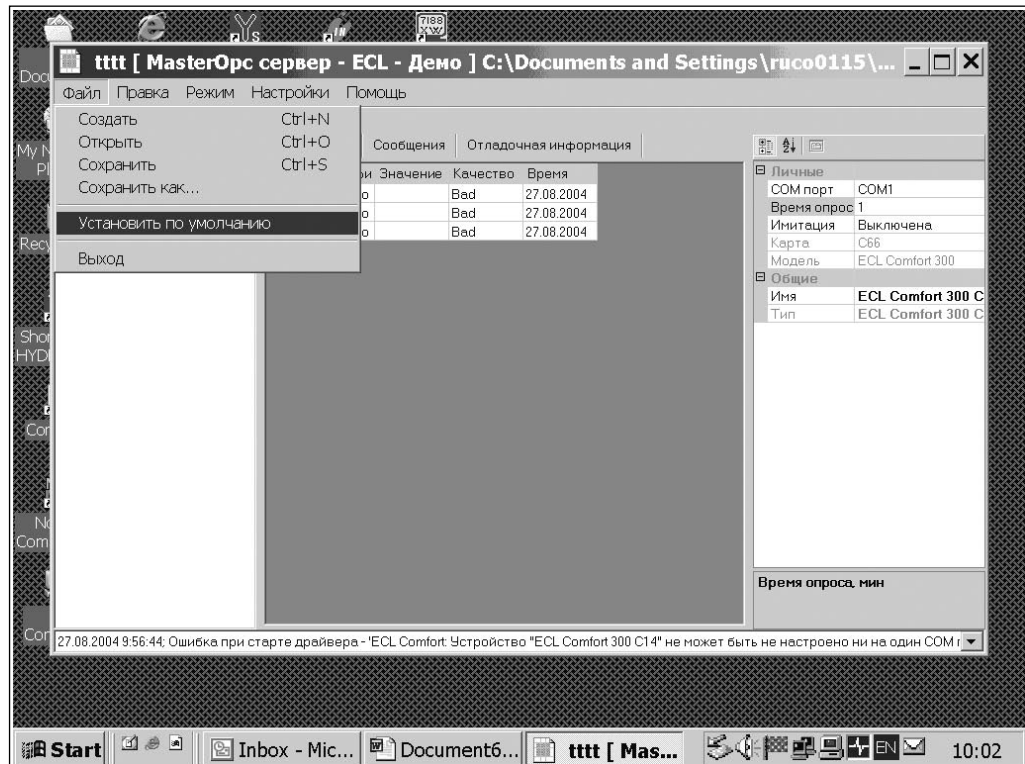 7188
XW
s
IN
tttt [ MasterOpc сервер - ECL - Демо ] C:\Documents and Settings\ruco0115\...
Файл Правка Режим Настройки Помощь
Создать Ctrl+N
Открыть Ctrl+O
Сохранить Ctrl+S
Сохранить как...
Установить по умолчанию
Выход
Сообщения Отладочная информация
Значение Качество Время
Bad 27.08.2004
Bad 27.08.2004
Bad 27.08.2004
Личные
COM порт COM1
Время опрос 1
Имитация Выключена
Карта C66
Модель ECL Comfort 300
Общие
Имя ECL Comfort 300 C
Тип ECL Comfort 300 C
Время опроса, мин
27.08.2004 9:56:44; Ошибка при старте драйвера - 'ECL Comfort: Устройство "ECL Comfort 300 C14" не может быть не настроено ни на один COM
Start Inbox - Mic... Document6... tttt [ Mas... EN 10:02